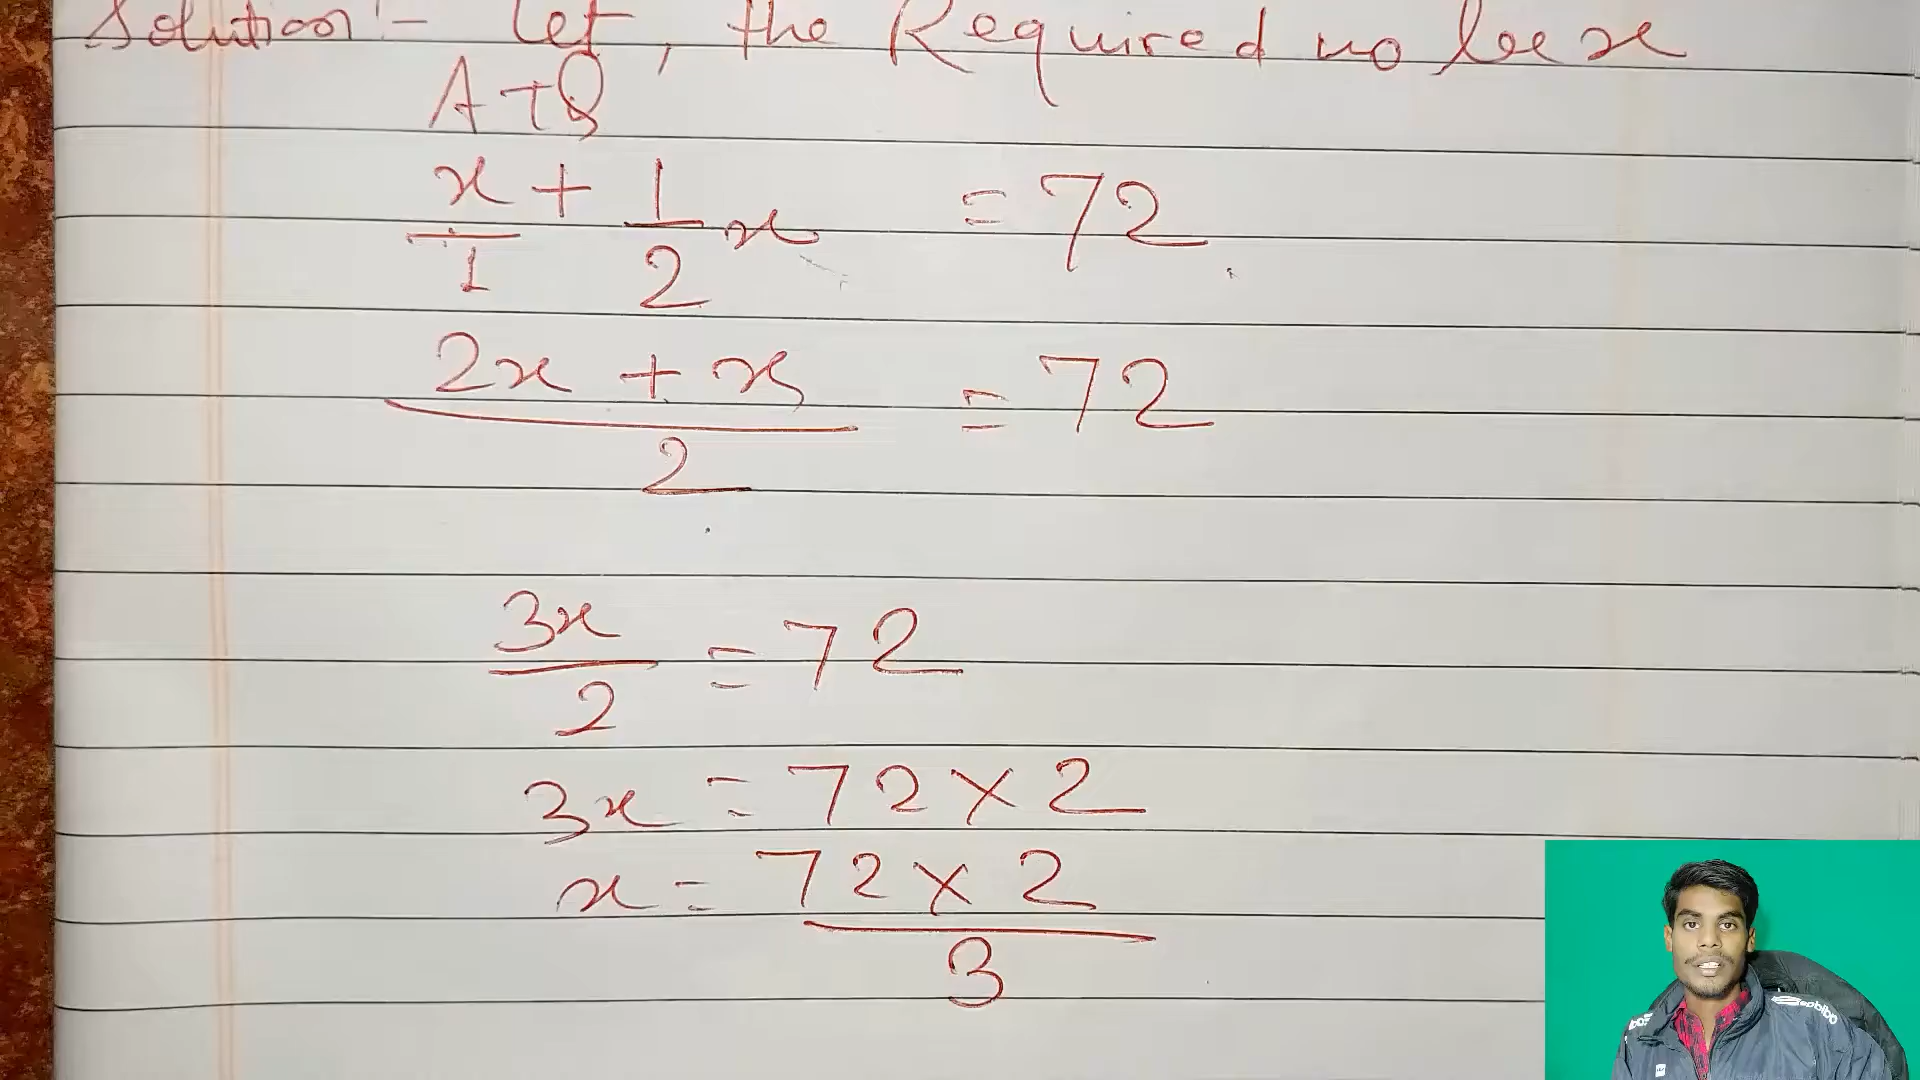 Solution:- Let, the Required no be x
ATQ
x/1 + 1/2 x = 72
2x + x / 2 = 72
3x/2 = 72
3x = 72 × 2
x = 72 × 2 / 3